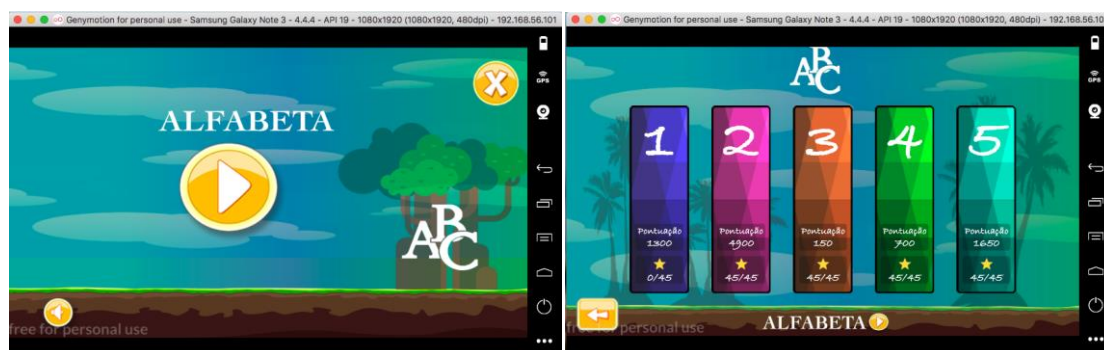 Genymotion for personal use - Samsung Galaxy Note 3 - 4.4.4 - API 19 - 1080x1920 (1080x1920, 480dpi) - 192.168.56.101
GPS
ALFABETA
ABC
free for personal use
Genymotion for personal use - Samsung Galaxy Note 3 - 4.4.4 - API 19 - 1080x1920 (1080x1920, 480dpi) - 192.168.56.10
GPS
ABC
1 2 3 4 5
Pontuação Pontuação Pontuação Pontuação Pontuação
1300 4900 150 700 1650
0/45 45/45 45/45 45/45 45/45
free for personal use
ALFABETA